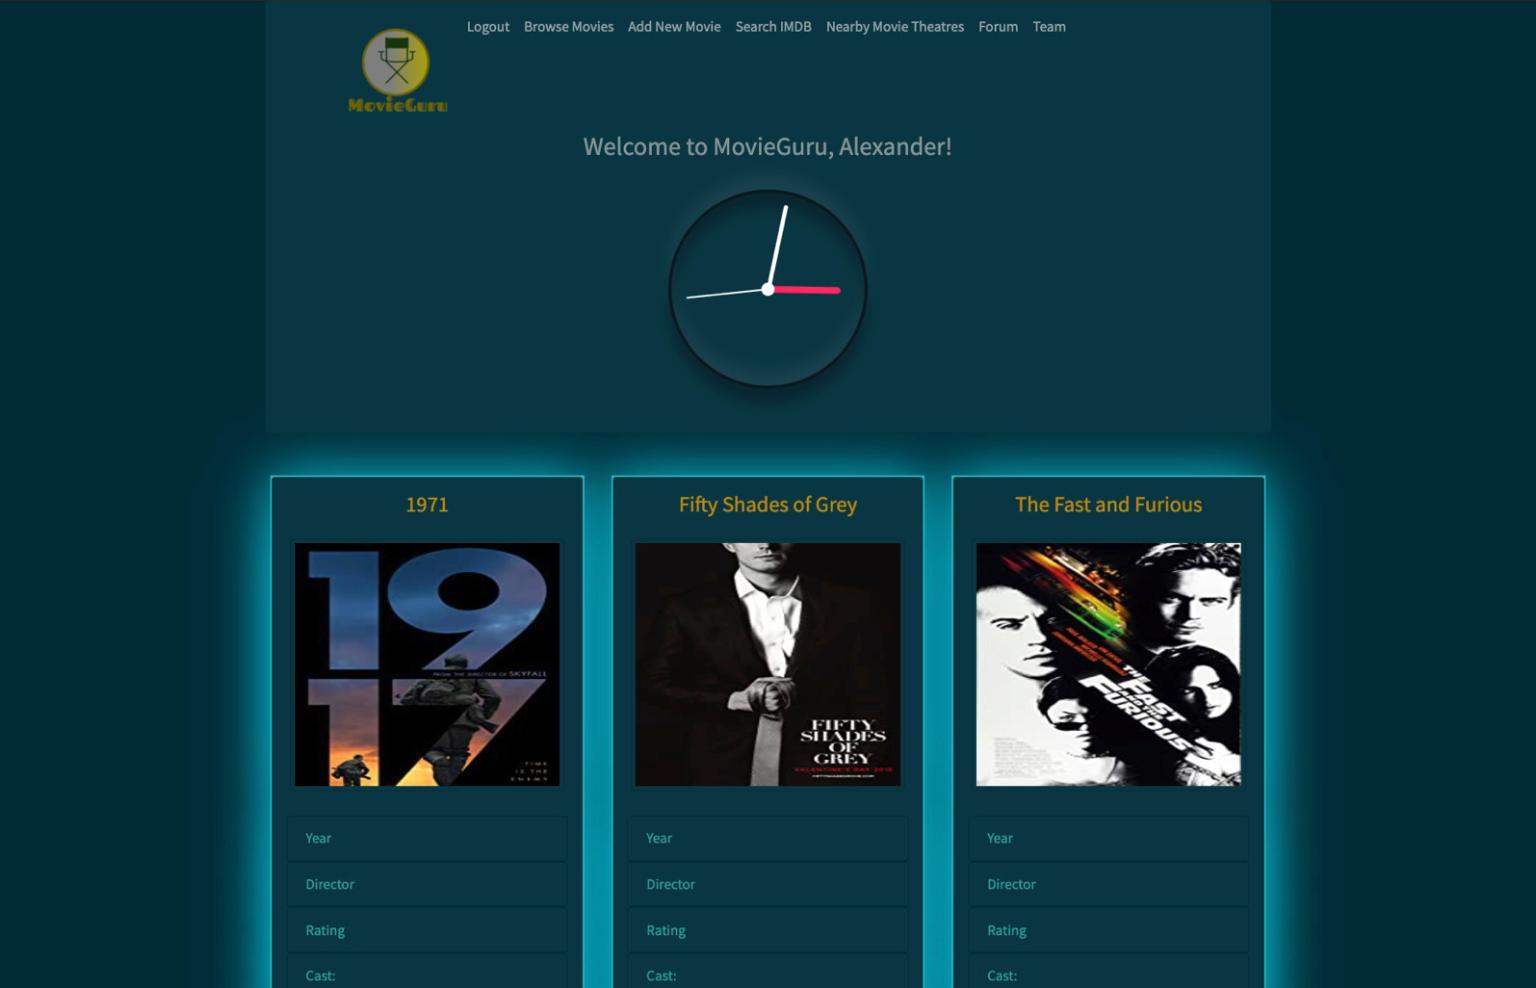 Logout Browse Movies Add New Movie Search IMDB Nearby Movie Theatres Forum Team
MovieGuru
Welcome to MovieGuru, Alexander!
1971
Fifty Shades of Grey
The Fast and Furious
19
FROM THE DIRECTOR OF SKYFALL
17
TIME
IS THE
ENEMY
FIFTY
SHADES
OF
GREY
VALENTINE'S DAY 2015
THE
FAST
AND THE
FURIOUS
Year
Year
Year
Director
Director
Director
Rating
Rating
Rating
Cast:
Cast:
Cast: